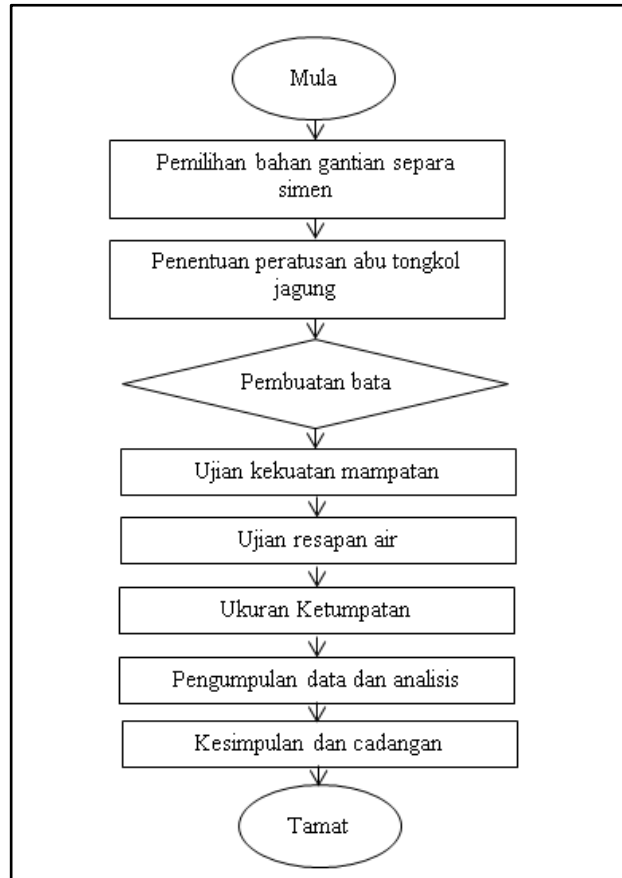 Mula
Pemilihan bahan gantian separa
simen
Penentuan peratusan abu tongkol
jagung
Pembuatan bata
Ujian kekuatan mampatan
Ujian resapan air
Ukuran Ketumpatan
Pengumpulan data dan analisis
Kesimpulan dan cadangan
Tamat